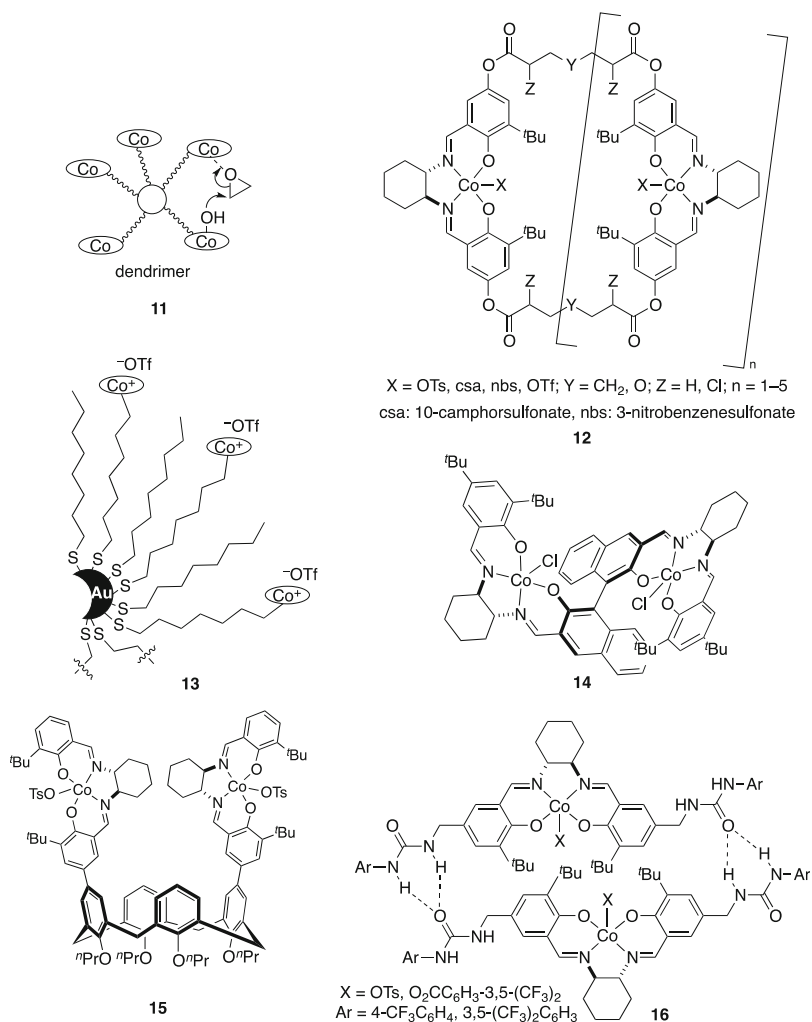 Co
Co
Co
Co
Co
O
OH
dendrimer
11
O
O
O
O
Y
Z
Z
tBu
tBu
N
O
Co
X
N
O
O
N
X
Co
O
N
tBu
tBu
Z
Z
O
O
Y
O
O
n
X = OTs, csa, nbs, OTf; Y = CH2, O; Z = H, Cl; n = 1–5
csa: 10-camphorsulfonate, nbs: 3-nitrobenzenesulfonate
12
−OTf
Co+
−OTf
Co+
−OTf
Co+
S
S
S
S
Au
S
S
SS
13
tBu
tBu
O
Cl
N
Co
N
O
N
O
Co
N
Cl
O
tBu
tBu
14
tBu
O
N
TsO
Co
O
N
tBu
tBu
N
O
Co
OTs
N
O
tBu
nPrO
nPrO
OnPr
OnPr
15
N
N
Co
O
O
X
tBu
tBu
NH
HN–Ar
O
O
N
H
Ar–N
H
H
N
H
N–Ar
H
tBu
tBu
X
O
O
Co
N
N
O
NH
Ar–NH
O
X = OTs, O2CC6H3-3,5-(CF3)2
Ar = 4-CF3C6H4, 3,5-(CF3)2C6H3
16